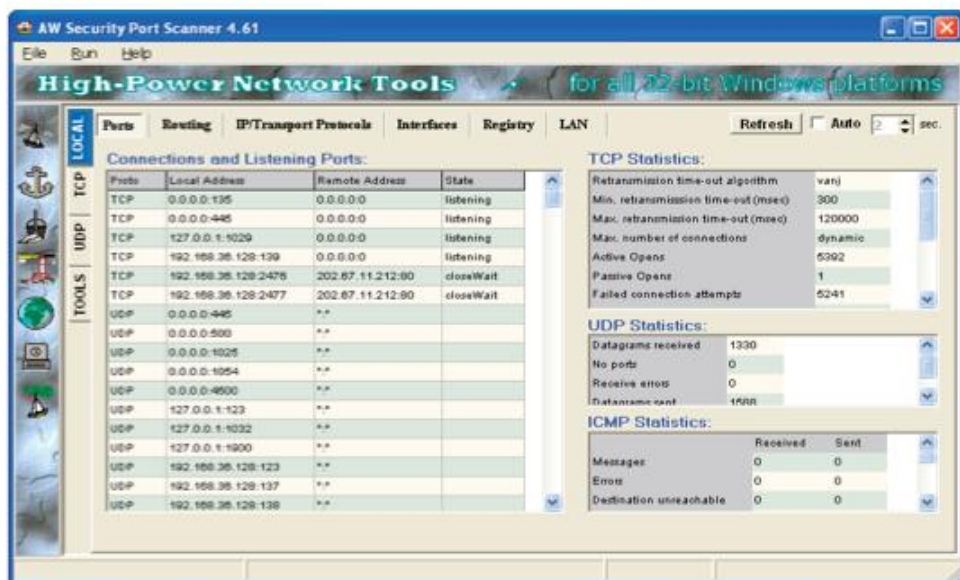 AW Security Port Scanner 4.61
File Run Help
High-Power Network Tools for all 32-bit Windows platforms
LOCAL
TCP
UDP
TOOLS
Ports Routing IP/Transport Protocols Interfaces Registry LAN Refresh Auto 2 sec.
Connections and Listening Ports:
Proto Local Address Remote Address State
TCP 0.0.0.0:135 0.0.0.0:0 listening
TCP 0.0.0.0:445 0.0.0.0:0 listening
TCP 127.0.0.1:1029 0.0.0.0:0 listening
TCP 192.168.36.128:139 0.0.0.0:0 listening
TCP 192.168.36.128:2476 202.67.11.212:80 closeWait
TCP 192.168.36.128:2477 202.67.11.212:80 closeWait
UDP 0.0.0.0:445 *:*
UDP 0.0.0.0:500 *:*
UDP 0.0.0.0:1025 *:*
UDP 0.0.0.0:1054 *:*
UDP 0.0.0.0:4500 *:*
UDP 127.0.0.1:123 *:*
UDP 127.0.0.1:1032 *:*
UDP 127.0.0.1:1900 *:*
UDP 192.168.36.128:123 *:*
UDP 192.168.36.128:137 *:*
UDP 192.168.36.128:138 *:*
TCP Statistics:
Retransmission time-out algorithm vanj
Min. retransmisssion time-out (msec) 300
Max. retransmission time-out (msec) 120000
Max. number of connections dynamic
Active Opens 5392
Passive Opens 1
Failed connection attempts 5241
UDP Statistics:
Datagrams received 1330
No ports 0
Receive errors 0
Datagrams sent 1588
ICMP Statistics:
Received Sent
Messages 0 0
Errors 0 0
Destination unreachable 0 0